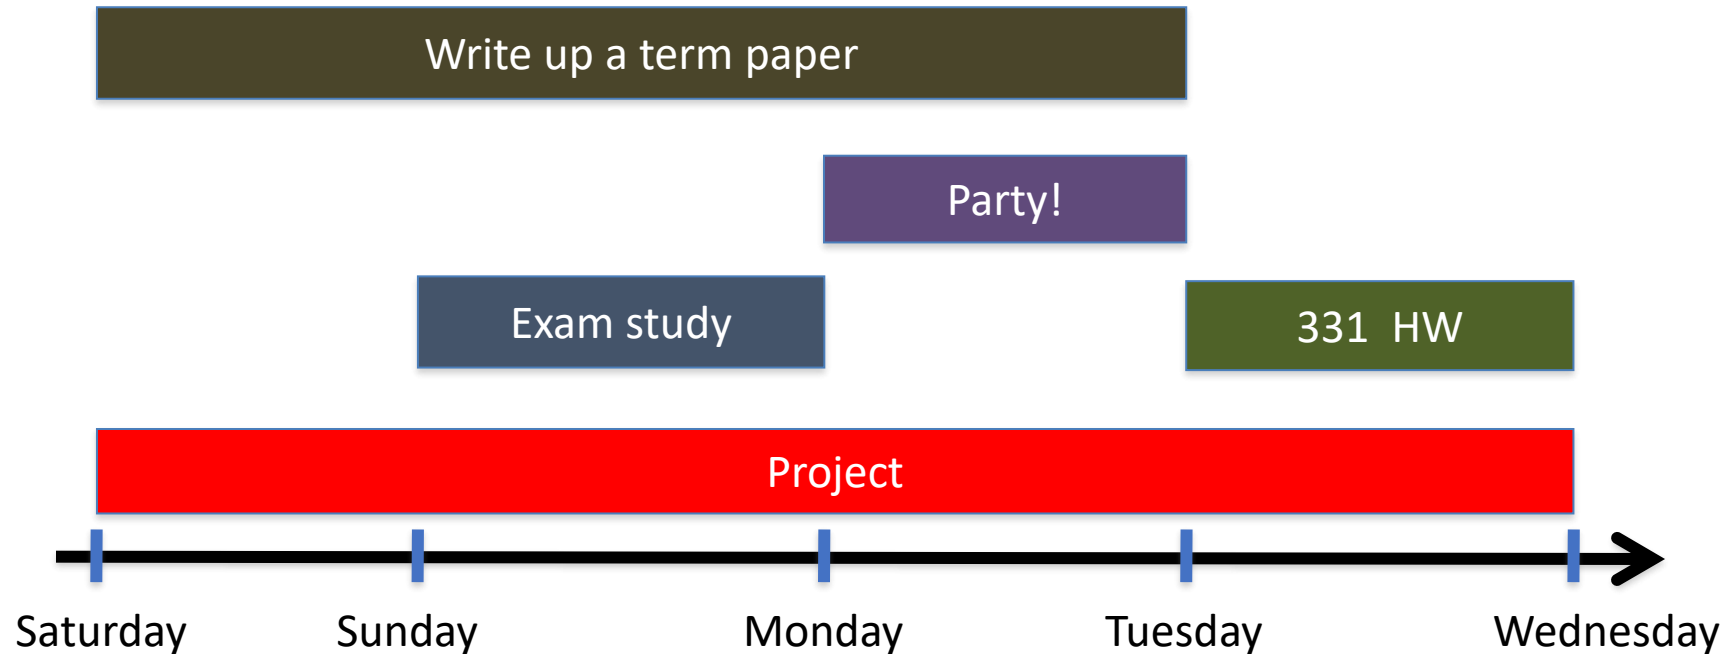 Write up a term paper
Party!
Exam study
331 HW
Project
Saturday Sunday Monday Tuesday Wednesday